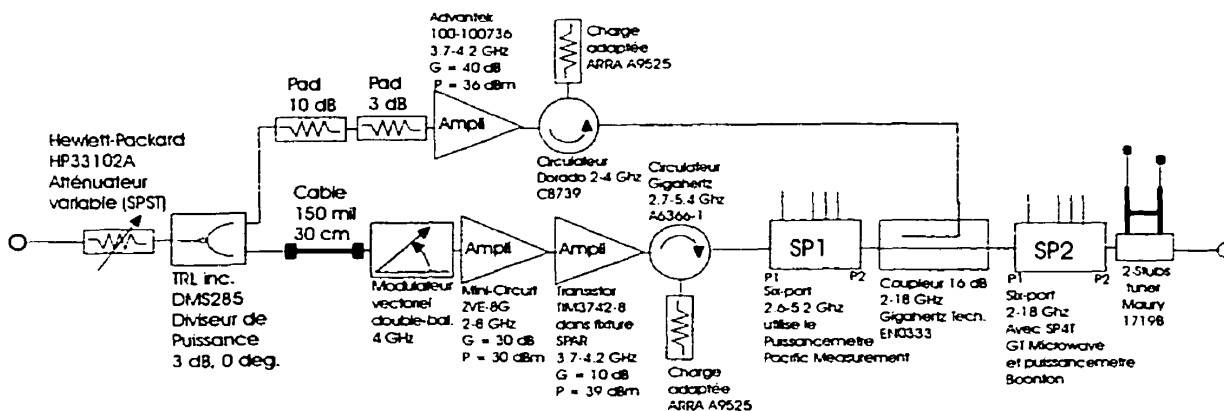 Hewlett-Packard
HP33102A
Atténuateur
variable (SPST)
TRL inc.
DMS285
Diviseur de
Puissance
3 dB, 0 deg.
Pad
10 dB
Pad
3 dB
Advantek
100-100736
3.7-4.2 GHz
G = 40 dB
P = 36 dBm
Ampli
Charge
adaptée
ARRA A9525
Circulateur
Dorado 2-4 Ghz
C8739
Cable
150 mil
30 cm
Modulateur
vectoriel
double-bal.
4 GHz
Ampli
Mini-Circuit
ZVE-8G
2-8 GHz
G = 30 dB
P = 30 dBm
Ampli
Transistor
TIM3742-8
dans fixture
SPAR
3.7-4.2 GHz
G = 10 dB
P = 39 dBm
Circulateur
Gigahertz
2.7-5.4 Ghz
A6366-1
Charge
adaptée
ARRA A9525
SP1
P1
P2
Six-port
2.6-5.2 Ghz
utilise le
Puissancemetre
Pacific Measurement
Coupleur 16 dB
2-18 GHz
Gigahertz Tech.
EN0333
SP2
P1
P2
Six-port
2-18 Ghz
Avec SP4T
GT Microwave
et puissancemetre
Boonton
2-Stubs
tuner
Maury
1719B